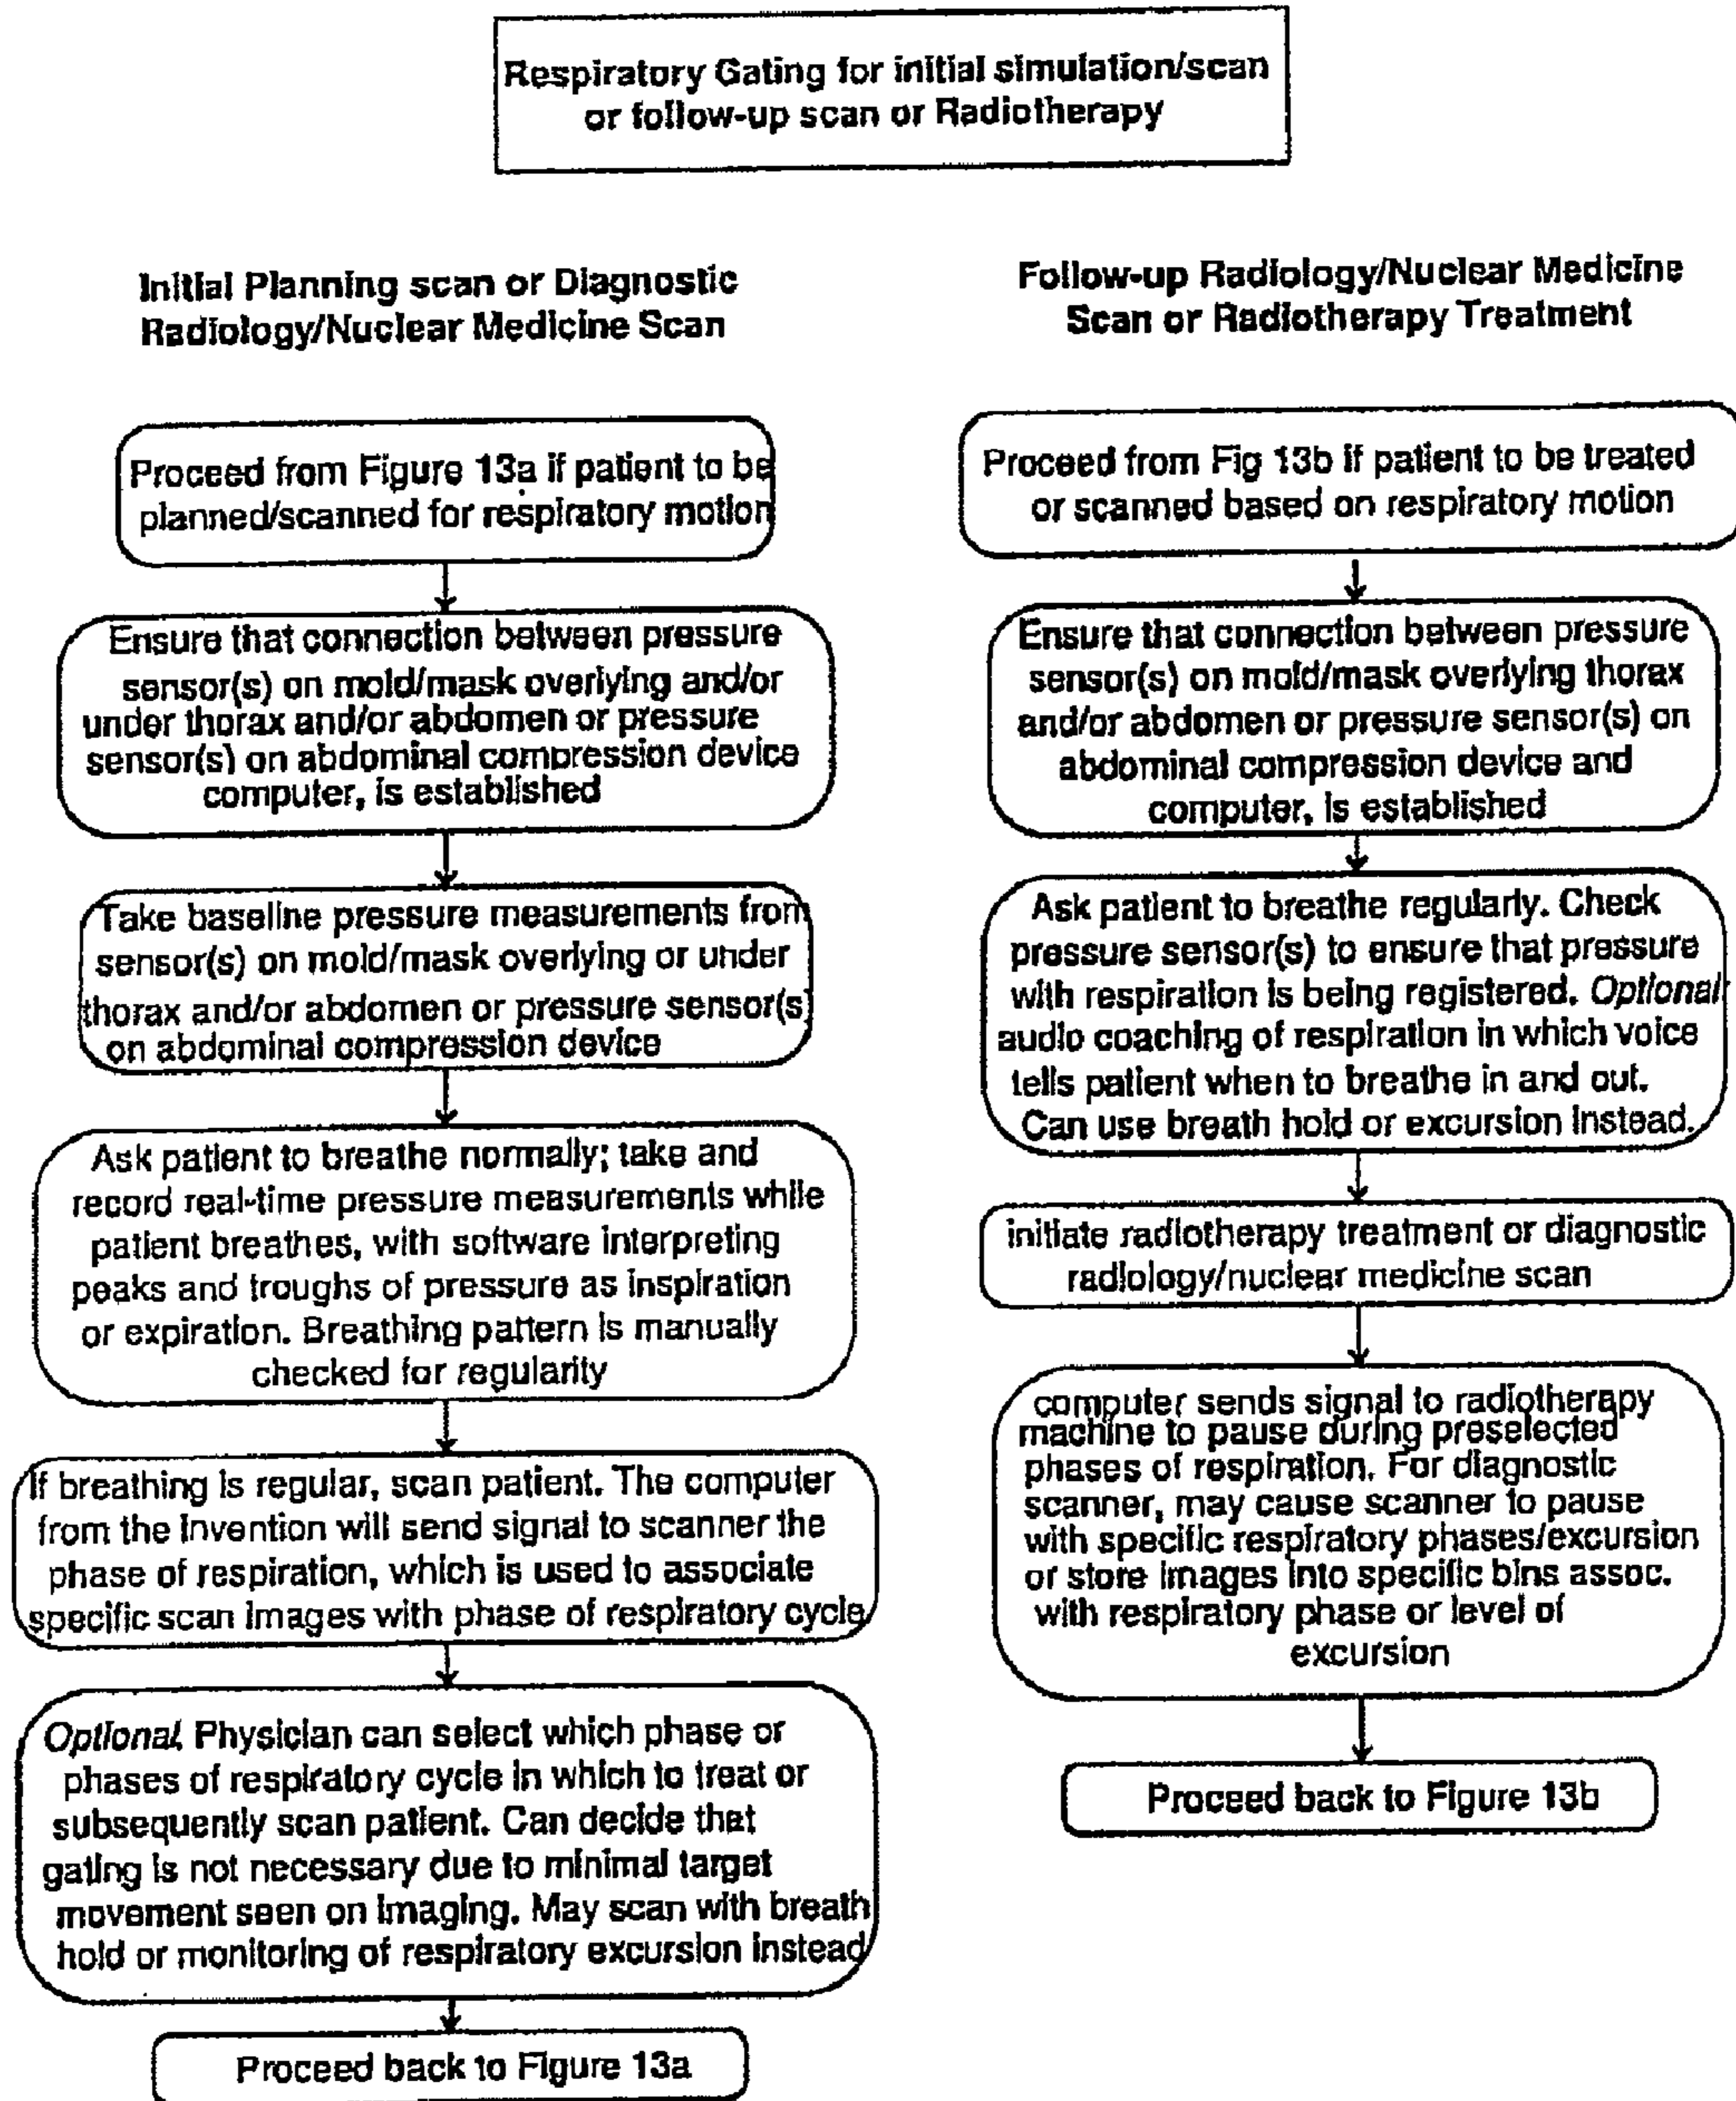 Respiratory Gating for initial simulation/scan
or follow-up scan or Radiotherapy
Initial Planning scan or Diagnostic
Radiology/Nuclear Medicine Scan
Proceed from Figure 13a if patient to be
planned/scanned for respiratory motion
Ensure that connection between pressure
sensor(s) on mold/mask overlying and/or
under thorax and/or abdomen or pressure
sensor(s) on abdominal compression device
computer, is established
Take baseline pressure measurements from
sensor(s) on mold/mask overlying or under
thorax and/or abdomen or pressure sensor(s)
on abdominal compression device
Ask patient to breathe normally; take and
record real-time pressure measurements while
patient breathes, with software interpreting
peaks and troughs of pressure as inspiration
or expiration. Breathing pattern is manually
checked for regularity
If breathing is regular, scan patient. The computer
from the Invention will send signal to scanner the
phase of respiration, which is used to associate
specific scan images with phase of respiratory cycle
Optional. Physician can select which phase or
phases of respiratory cycle in which to treat or
subsequently scan patient. Can decide that
gating is not necessary due to minimal target
movement seen on imaging. May scan with breath
hold or monitoring of respiratory excursion instead
Proceed back to Figure 13a
Follow-up Radiology/Nuclear Medicine
Scan or Radiotherapy Treatment
Proceed from Fig 13b if patient to be treated
or scanned based on respiratory motion
Ensure that connection between pressure
sensor(s) on mold/mask overlying thorax
and/or abdomen or pressure sensor(s) on
abdominal compression device and
computer, is established
Ask patient to breathe regularly. Check
pressure sensor(s) to ensure that pressure
with respiration is being registered. Optional:
audio coaching of respiration in which voice
tells patient when to breathe in and out.
Can use breath hold or excursion instead.
initiate radiotherapy treatment or diagnostic
radiology/nuclear medicine scan
computer sends signal to radiotherapy
machine to pause during preselected
phases of respiration. For diagnostic
scanner, may cause scanner to pause
with specific respiratory phases/excursion
or store images into specific bins assoc.
with respiratory phase or level of
excursion
Proceed back to Figure 13b